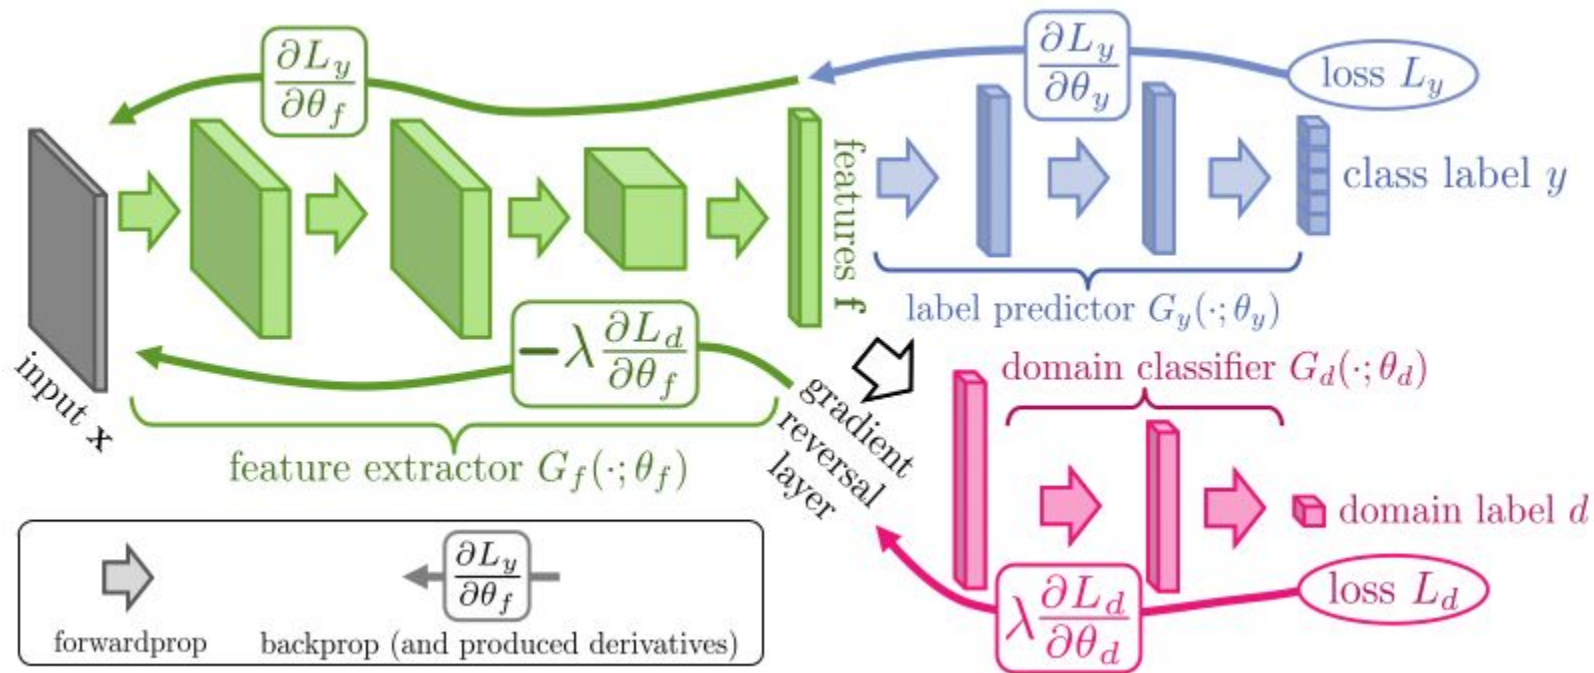 ∂L_y/∂θ_f
∂L_y/∂θ_y
loss L_y
features f
class label y
label predictor G_y(·; θ_y)
input x
−λ ∂L_d/∂θ_f
feature extractor G_f(·; θ_f)
gradient
reversal
layer
domain classifier G_d(·; θ_d)
domain label d
λ ∂L_d/∂θ_d
loss L_d
forwardprop
∂L_y/∂θ_f
backprop (and produced derivatives)